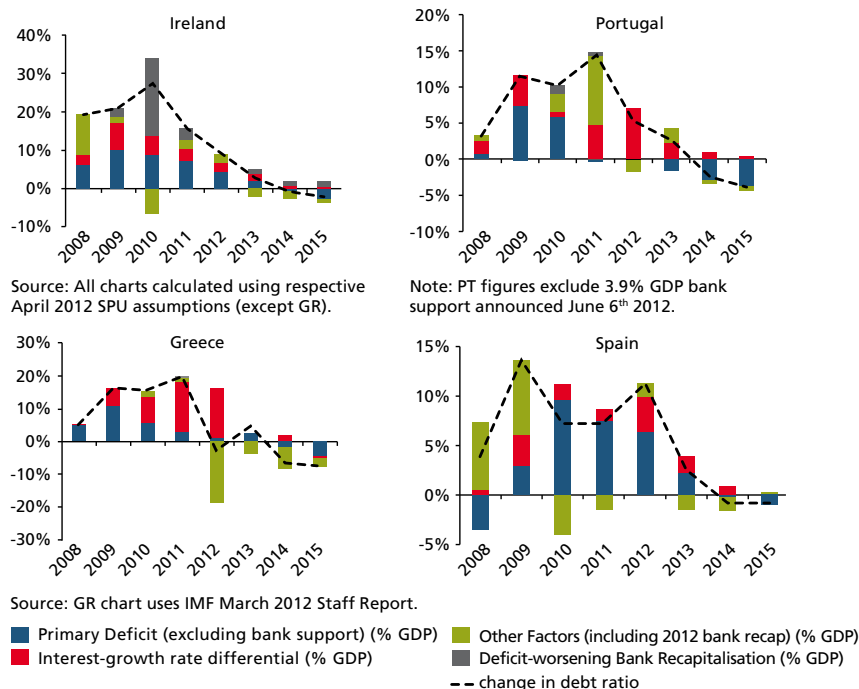 Ireland
40%
30%
20%
10%
0%
-10%
2008 2009 2010 2011 2012 2013 2014 2015
Source: All charts calculated using respective
April 2012 SPU assumptions (except GR).
Portugal
20%
15%
10%
5%
0%
-5%
-10%
2008 2009 2010 2011 2012 2013 2014 2015
Note: PT figures exclude 3.9% GDP bank
support announced June 6th 2012.
Greece
30%
20%
10%
0%
-10%
-20%
-30%
2008 2009 2010 2011 2012 2013 2014 2015
Spain
15%
10%
5%
0%
-5%
2008 2009 2010 2011 2012 2013 2014 2015
Source: GR chart uses IMF March 2012 Staff Report.
Primary Deficit (excluding bank support) (% GDP)
Interest-growth rate differential (% GDP)
Other Factors (including 2012 bank recap) (% GDP)
Deficit-worsening Bank Recapitalisation (% GDP)
change in debt ratio